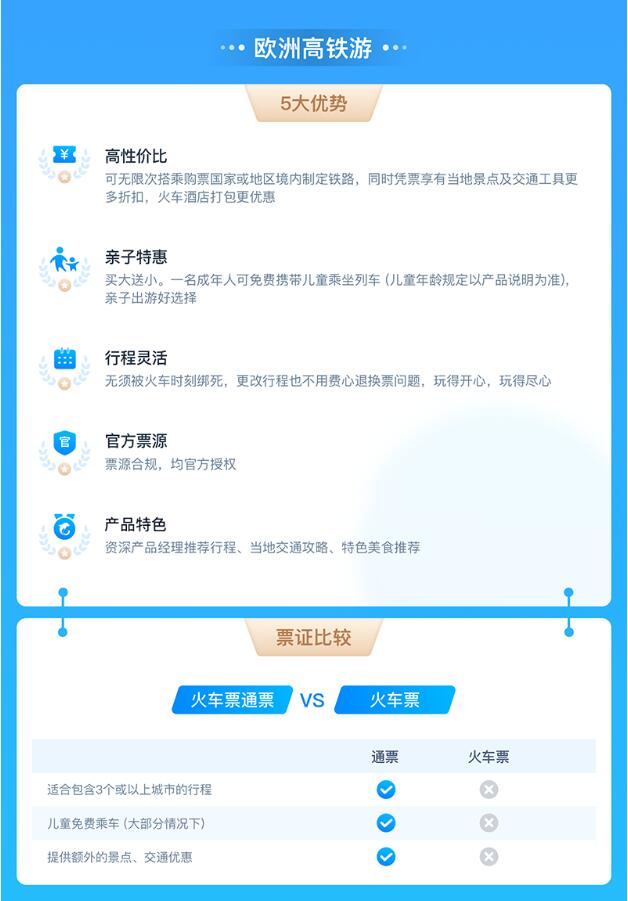 欧洲高铁游
5大优势
¥
高性价比
可无限次搭乘购票国家或地区境内制定铁路，同时凭票享有当地景点及交通工具更
多折扣，火车酒店打包更优惠
亲子特惠
买大送小。一名成年人可免费携带儿童乘坐列车（儿童年龄规定以产品说明为准），
亲子出游好选择
行程灵活
无须被火车时刻绑死，更改行程也不用费心退换票问题，玩得开心，玩得尽心
官
官方票源
票源合规，均官方授权
产品特色
资深产品经理推荐行程、当地交通攻略、特色美食推荐
票证比较
火车票通票 VS 火车票
通票 火车票
适合包含3个或以上城市的行程
儿童免费乘车（大部分情况下）
提供额外的景点、交通优惠